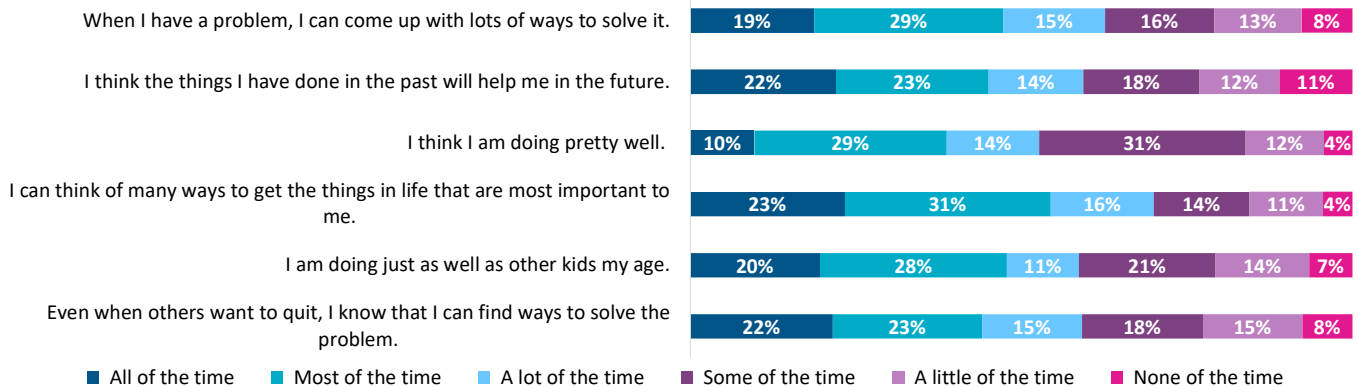 When I have a problem, I can come up with lots of ways to solve it.
19% 29% 15% 16% 13% 8%
I think the things I have done in the past will help me in the future.
22% 23% 14% 18% 12% 11%
I think I am doing pretty well.
10% 29% 14% 31% 12% 4%
I can think of many ways to get the things in life that are most important to
me.
23% 31% 16% 14% 11% 4%
I am doing just as well as other kids my age.
20% 28% 11% 21% 14% 7%
Even when others want to quit, I know that I can find ways to solve the
problem.
22% 23% 15% 18% 15% 8%
All of the time Most of the time A lot of the time Some of the time A little of the time None of the time